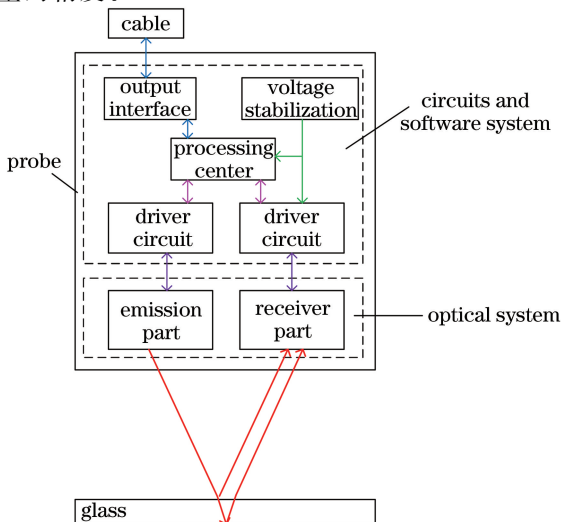 cable
output
interface
voltage
stabilization
circuits and
software system
processing
center
probe
driver
circuit
driver
circuit
emission
part
receiver
part
optical system
glass